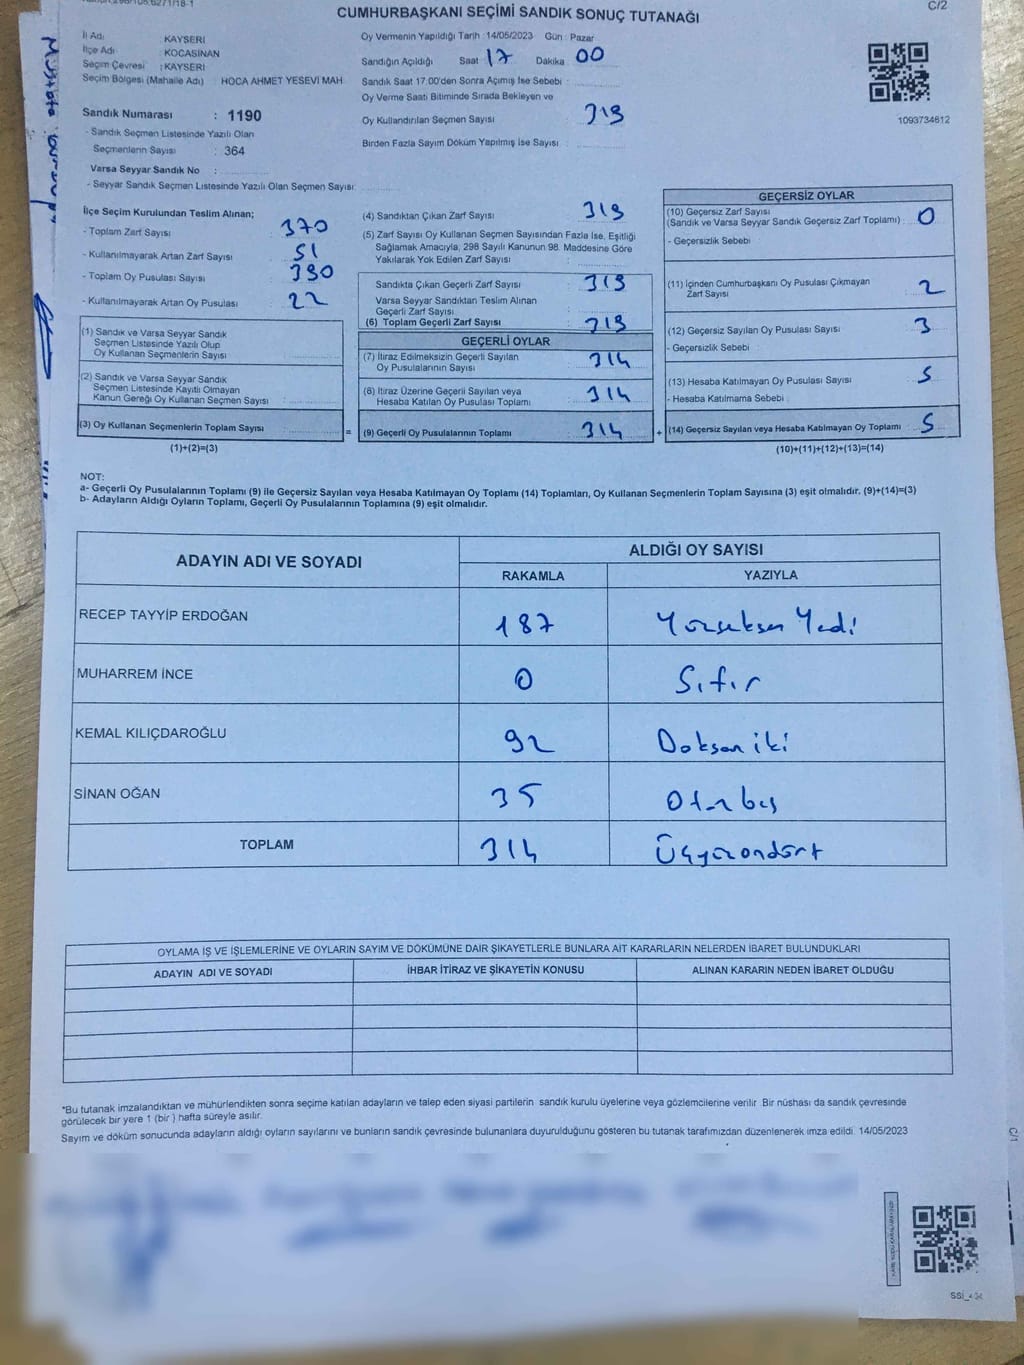 CUMHURBAŞKANI SEÇİMİ SANDIK SONUÇ TUTANAĞI
C/2
İl Adı : KAYSERİ
İlçe Adı : KOCASİNAN
Seçim Çevresi : KAYSERİ
Seçim Bölgesi (Mahalle Adı) : HOCA AHMET YESEVİ MAH
Sandık Numarası : 1190
- Sandık Seçmen Listesinde Yazılı Olan
Seçmenlerin Sayısı : 364
Varsa Seyyar Sandık No :
- Seyyar Sandık Seçmen Listesinde Yazılı Olan Seçmen Sayısı:
Oy Vermenin Yapıldığı Tarih :14/05/2023 Gün : Pazar
Sandığın Açıldığı Saat 17 Dakika 00
Sandık Saat 17.00'den Sonra Açımış İse Sebebi :
Oy Verme Saati Bitiminde Sırada Bekleyen ve
Oy Kullandırılan Seçmen Sayısı : 319
Birden Fazla Sayım Döküm Yapılmış İse Sayısı :
1093734612
İlçe Seçim Kurulundan Teslim Alınan;
- Toplam Zarf Sayısı : 370
- Kullanılmayarak Artan Zarf Sayısı : 51
- Toplam Oy Pusulası Sayısı : 390
- Kullanılmayarak Artan Oy Pusulası : 22
(1) Sandık ve Varsa Seyyar Sandık
Seçmen Listesinde Yazılı Olup
Oy Kullanan Seçmenlerin Sayısı :
(2) Sandık ve Varsa Seyyar Sandık
Seçmen Listesinde Kayıtlı Olmayan
Kanun Gereği Oy Kullanan Seçmen Sayısı :
(3) Oy Kullanan Seçmenlerin Toplam Sayısı :
=
(1)+(2)=(3)
(4) Sandıktan Çıkan Zarf Sayısı : 319
(5) Zarf Sayısı Oy Kullanan Seçmen Sayısından Fazla İse, Eşitliği
Sağlamak Amacıyla, 298 Sayılı Kanunun 98. Maddesine Göre
Yakılarak Yok Edilen Zarf Sayısı :
Sandıkta Çıkan Geçerli Zarf Sayısı : 319
Varsa Seyyar Sandıktan Teslim Alınan
Geçerli Zarf Sayısı :
(6) Toplam Geçerli Zarf Sayısı : 319
GEÇERLİ OYLAR
(7) İtiraz Edilmeksizin Geçerli Sayılan
Oy Pusulalarının Sayısı : 314
(8) İtiraz Üzerine Geçerli Sayılan veya
Hesaba Katılan Oy Pusulası Toplamı : 314
(9) Geçerli Oy Pusulalarının Toplamı : 314
+
GEÇERSİZ OYLAR
(10) Geçersiz Zarf Sayısı
(Sandık ve Varsa Seyyar Sandık Geçersiz Zarf Toplamı) : 0
- Geçersizlik Sebebi :
(11) İçinden Cumhurbaşkanı Oy Pusulası Çıkmayan
Zarf Sayısı : 2
(12) Geçersiz Sayılan Oy Pusulası Sayısı : 3
- Geçersizlik Sebebi :
(13) Hesaba Katılmayan Oy Pusulası Sayısı : 5
- Hesaba Katılmama Sebebi :
(14) Geçersiz Sayılan veya Hesaba Katılmayan Oy Toplamı : 5
(10)+(11)+(12)+(13)=(14)
NOT:
a- Geçerli Oy Pusulalarının Toplamı (9) ile Geçersiz Sayılan veya Hesaba Katılmayan Oy Toplamı (14) Toplamları, Oy Kullanan Seçmenlerin Toplam Sayısına (3) eşit olmalıdır. (9)+(14)=(3)
b- Adayların Aldığı Oyların Toplamı, Geçerli Oy Pusulalarının Toplamına (9) eşit olmalıdır.
ADAYIN ADI VE SOYADI
ALDIĞI OY SAYISI
RAKAMLA YAZIYLA
RECEP TAYYİP ERDOĞAN 187 Yüzseksen Yedi
MUHARREM İNCE 0 Sıfır
KEMAL KILIÇDAROĞLU 92 Doksan iki
SİNAN OĞAN 35 Otuzbeş
TOPLAM 314 Üçyüzondört
OYLAMA İŞ VE İŞLEMLERİNE VE OYLARIN SAYIM VE DÖKÜMÜNE DAİR ŞİKAYETLERLE BUNLARA AİT KARARLARIN NELERDEN İBARET BULUNDUKLARI
ADAYIN ADI VE SOYADI İHBAR İTİRAZ VE ŞİKAYETİN KONUSU ALINAN KARARIN NEDEN İBARET OLDUĞU
*Bu tutanak imzalandıktan ve mühürlendikten sonra seçime katılan adayların ve talep eden siyasi partilerin sandık kurulu üyelerine veya gözlemcilerine verilir. Bir nüshası da sandık çevresinde
görülecek bir yere 1 (bir ) hafta süreyle asılır.
Sayım ve döküm sonucunda adayların aldığı oyların sayılarını ve bunların sandık çevresinde bulunanlara duyurulduğunu gösteren bu tutanak tarafımızdan düzenlenerek imza edildi. 14/05/2023
C/1